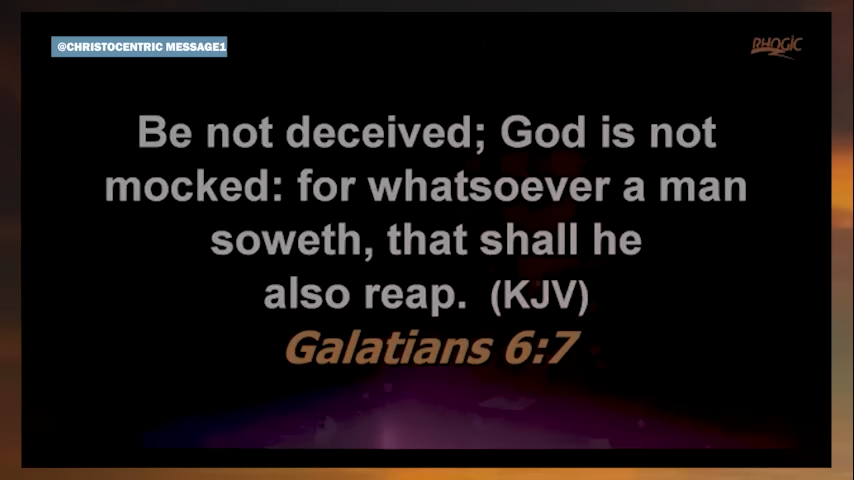 @CHRISTOCENTRIC MESSAGE1
RHOGIC
Be not deceived; God is not
mocked: for whatsoever a man
soweth, that shall he
also reap. (KJV)
Galatians 6:7